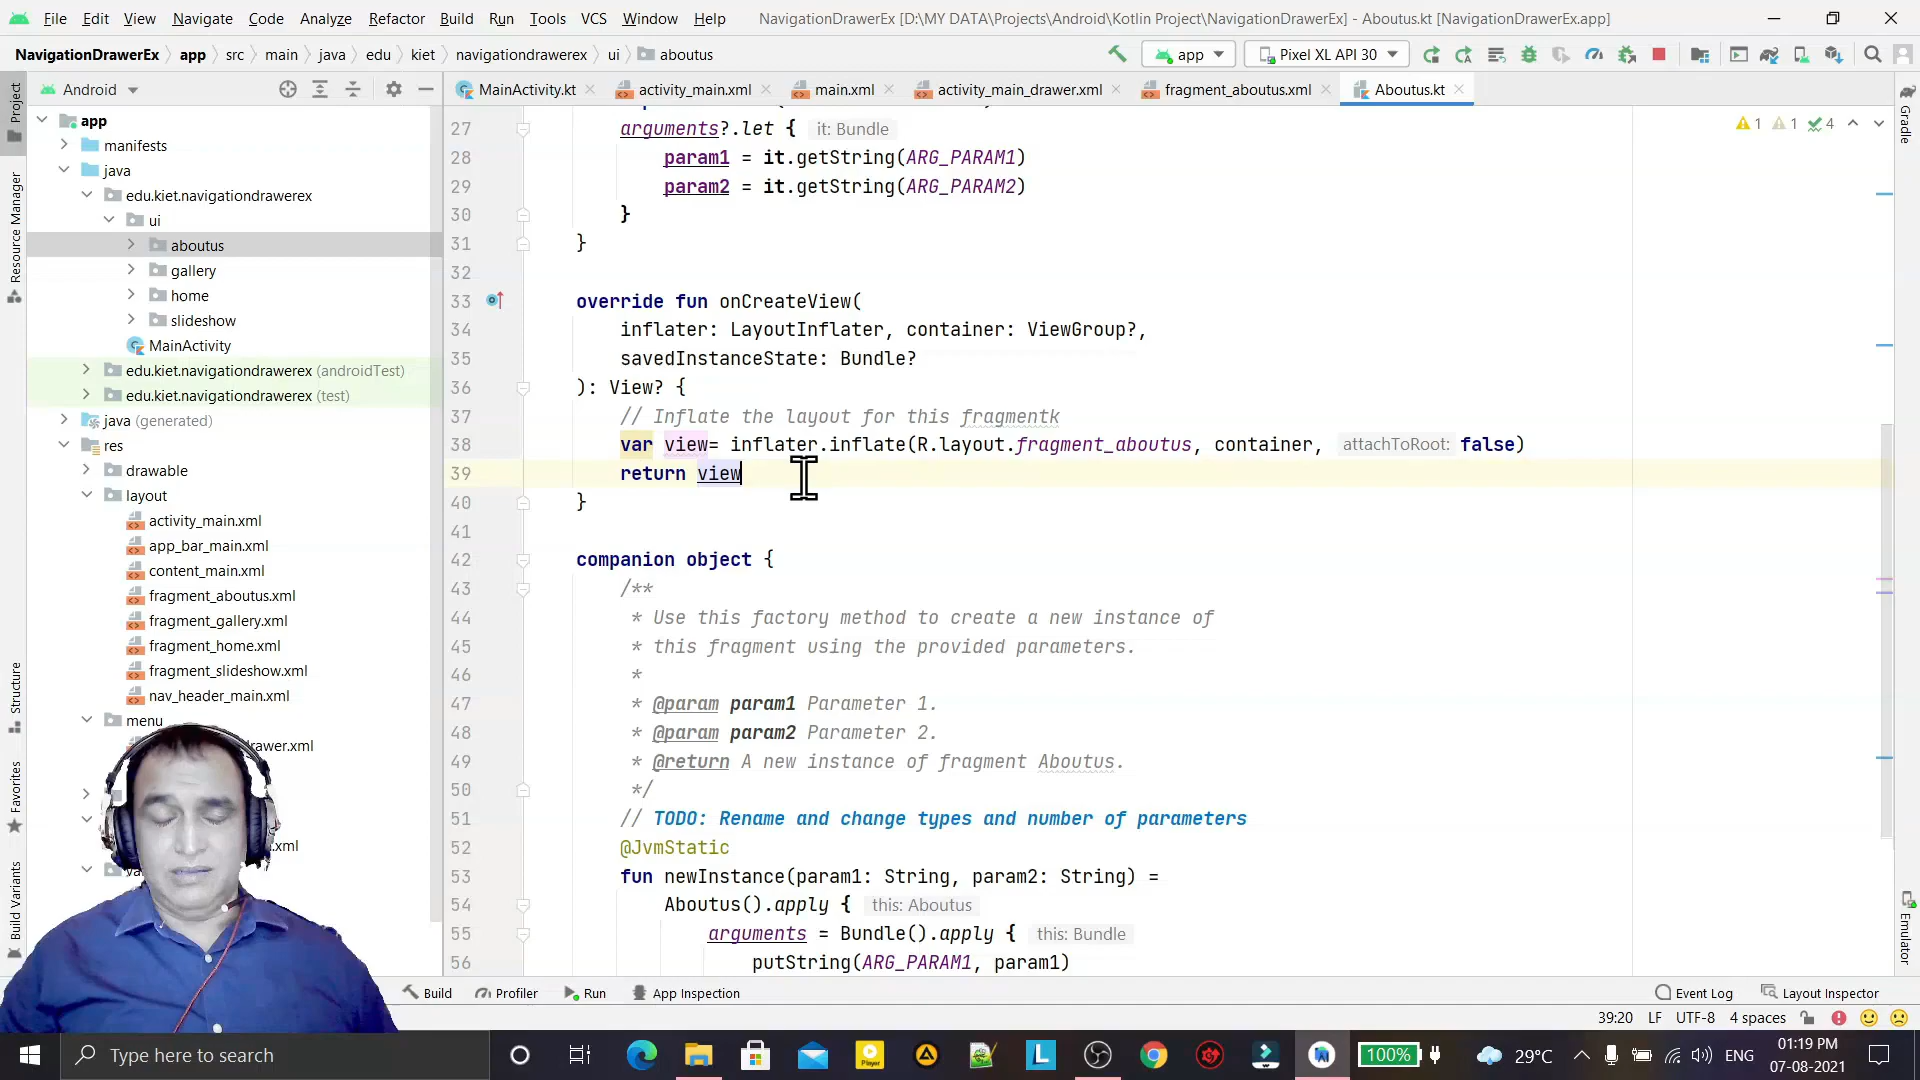 File Edit View Navigate Code Analyze Refactor Build Run Tools VCS Window Help NavigationDrawerEx [D:\MY DATA\Projects\Android\Kotlin Project\NavigationDrawerEx] - Aboutus.kt [NavigationDrawerEx.app]
NavigationDrawerEx app src main java edu kiet navigationdrawerex ui aboutus app Pixel XL API 30
Android
MainActivity.kt activity_main.xml main.xml activity_main_drawer.xml fragment_aboutus.xml Aboutus.kt
Project
Resource Manager
Structure
Favorites
Build Variants
Gradle
Emulator
app
manifests
java
edu.kiet.navigationdrawerex
ui
aboutus
gallery
home
slideshow
MainActivity
edu.kiet.navigationdrawerex (androidTest)
edu.kiet.navigationdrawerex (test)
java (generated)
res
drawable
layout
activity_main.xml
app_bar_main.xml
content_main.xml
fragment_aboutus.xml
fragment_gallery.xml
fragment_home.xml
fragment_slideshow.xml
nav_header_main.xml
menu
rawer.xml
.xml
1 1 4
27 arguments?.let { it: Bundle
28 param1 = it.getString(ARG_PARAM1)
29 param2 = it.getString(ARG_PARAM2)
30 }
31 }
32
33 override fun onCreateView(
34 inflater: LayoutInflater, container: ViewGroup?,
35 savedInstanceState: Bundle?
36 ): View? {
37 // Inflate the layout for this fragmentk
38 var view= inflater.inflate(R.layout.fragment_aboutus, container, attachToRoot: false)
39 return view
40 }
41
42 companion object {
43 /**
44 * Use this factory method to create a new instance of
45 * this fragment using the provided parameters.
46 *
47 * @param param1 Parameter 1.
48 * @param param2 Parameter 2.
49 * @return A new instance of fragment Aboutus.
50 */
51 // TODO: Rename and change types and number of parameters
52 @JvmStatic
53 fun newInstance(param1: String, param2: String) =
54 Aboutus().apply { this: Aboutus
55 arguments = Bundle().apply { this: Bundle
56 putString(ARG_PARAM1, param1)
Build Profiler Run App Inspection Event Log Layout Inspector
39:20 LF UTF-8 4 spaces
Type here to search
100% 29°C ENG 01:19 PM
07-08-2021